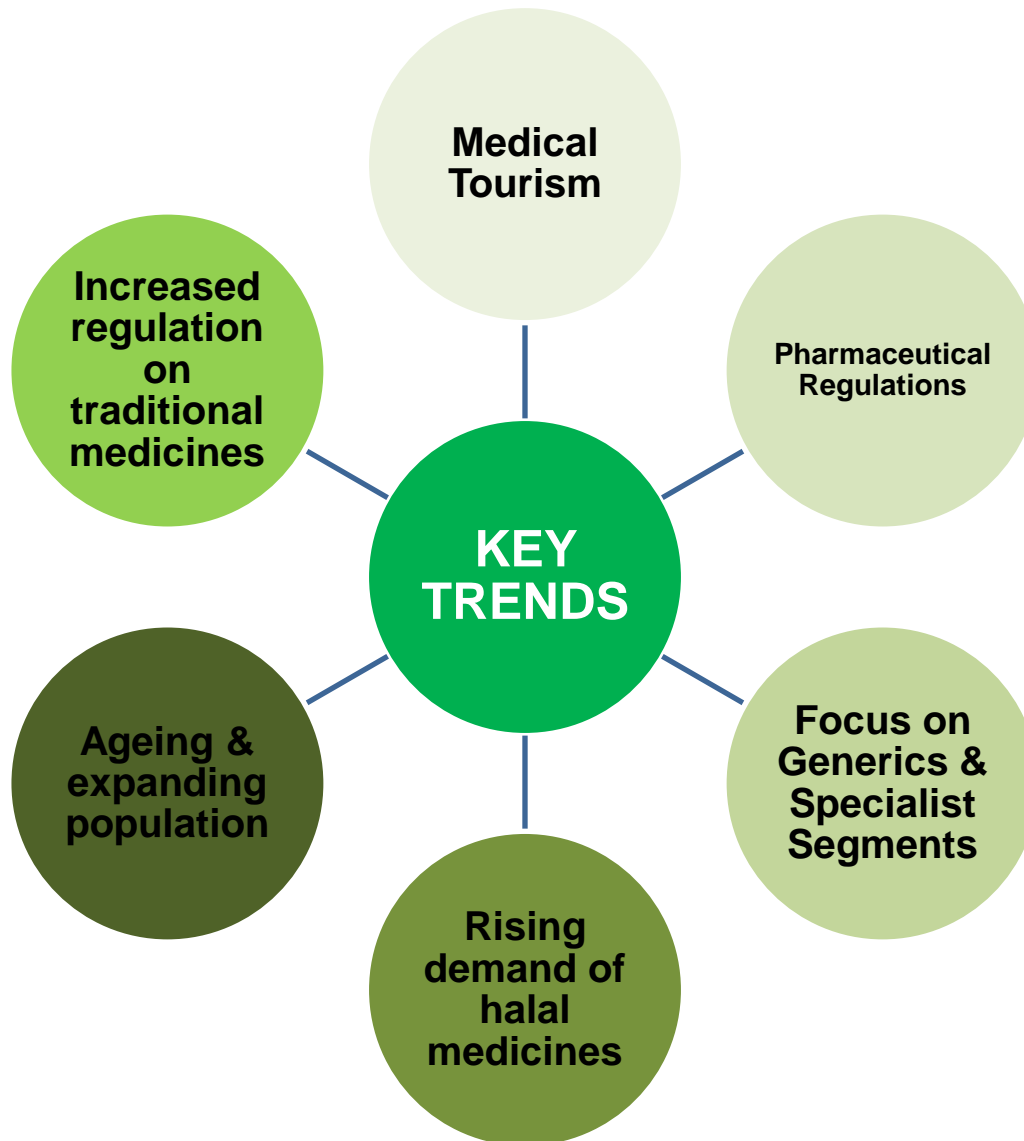 Medical
Tourism
Pharmaceutical
Regulations
Focus on
Generics &
Specialist
Segments
Rising
demand of
halal
medicines
Ageing &
expanding
population
Increased
regulation
on
traditional
medicines
KEY
TRENDS